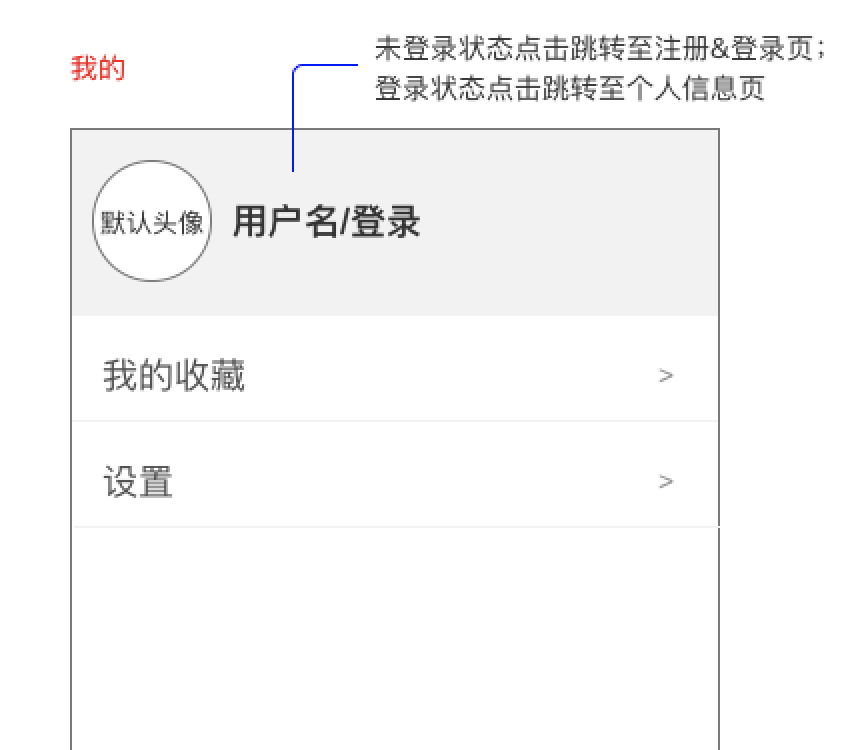 我的
未登录状态点击跳转至注册&登录页；
登录状态点击跳转至个人信息页
默认头像
用户名/登录
我的收藏
>
设置
>